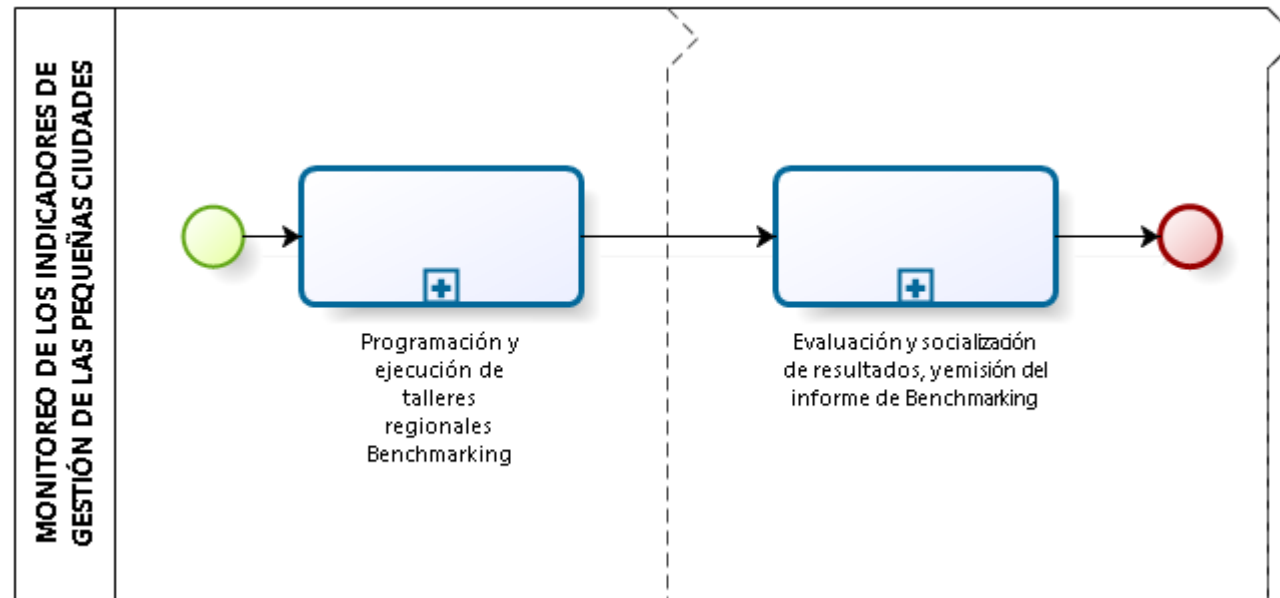 MONITOREO DE LOS INDICADORES DE
GESTIÓN DE LAS PEQUEÑAS CIUDADES
Programación y
ejecución de
talleres
regionales
Benchmarking
Evaluación y socialización
de resultados, y emisión del
informe de Benchmarking